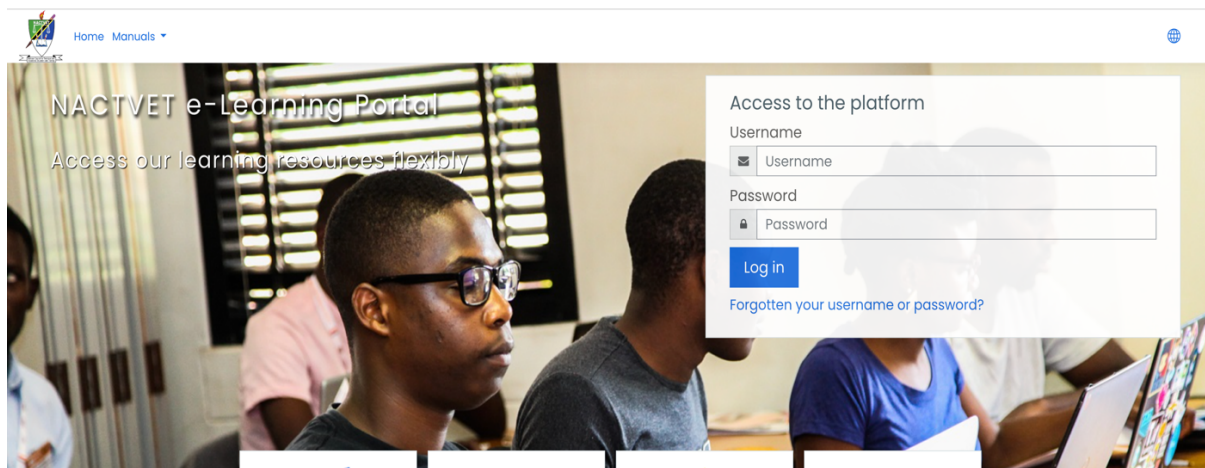 Home Manuals
NACTVET e-Learning Portal
Access our learning resources flexibly
Access to the platform
Username
Username
Password
Password
Log in
Forgotten your username or password?